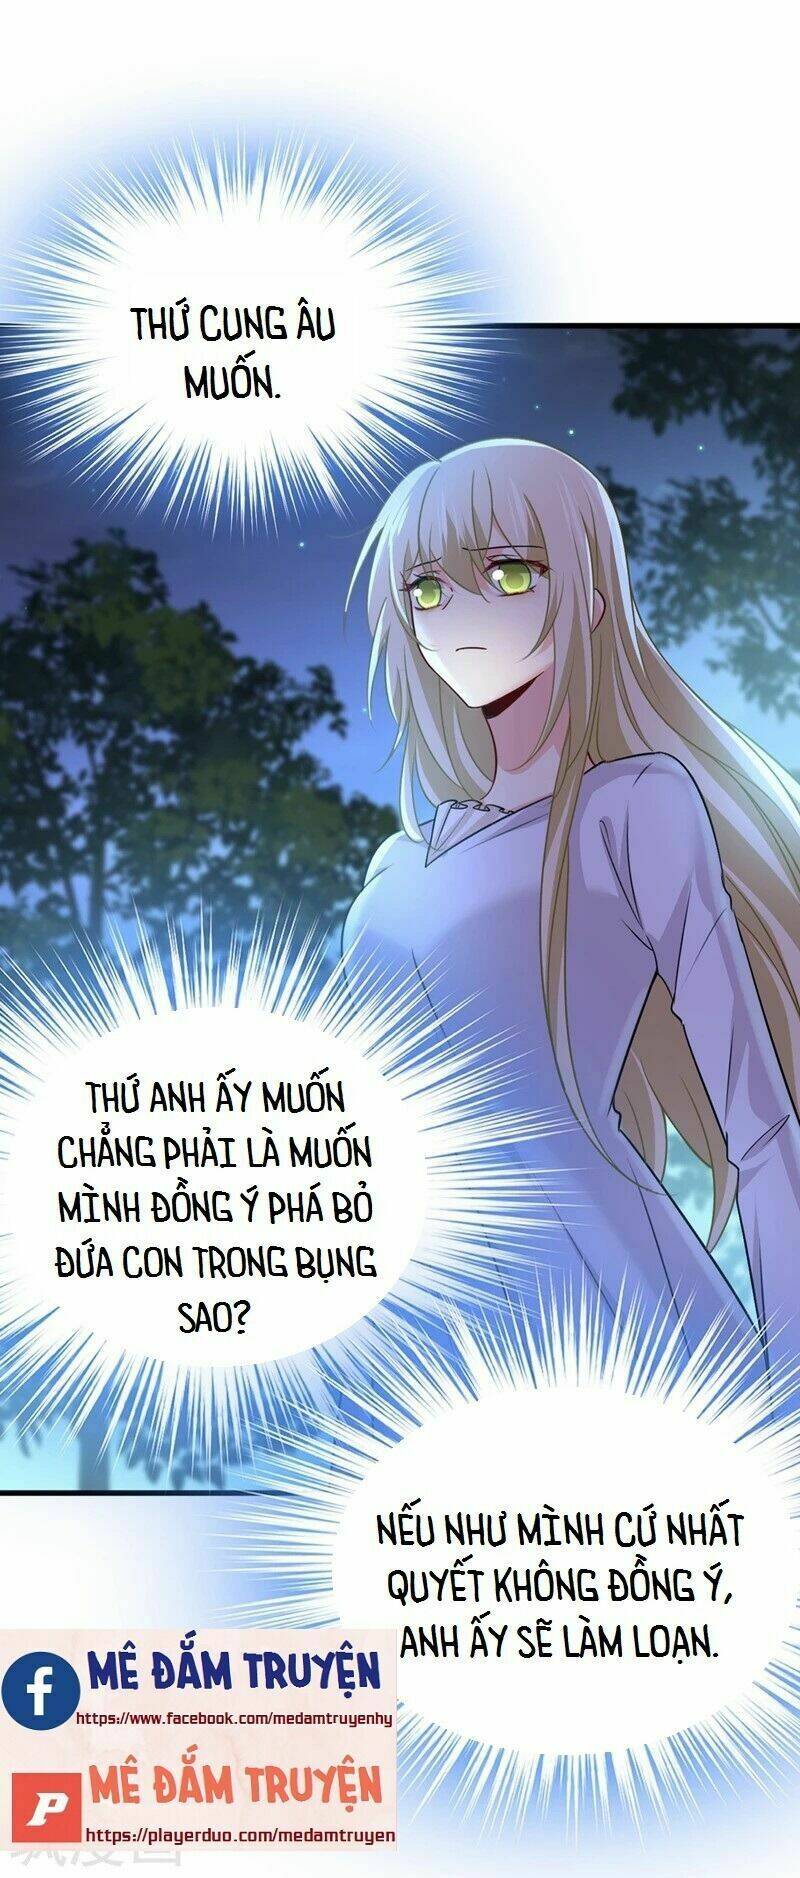 THỨ CUNG ÂU
MUỐN.
THỨ ANH ẤY MUỐN
CHẲNG PHẢI LÀ MUỐN
MÌNH ĐỒNG Ý PHÁ BỎ
ĐỨA CON TRONG BỤNG
SAO?
NẾU NHƯ MÌNH CỨ NHẤT
QUYẾT KHÔNG ĐỒNG Ý,
ANH ẤY SẼ LÀM LOẠN.
MÊ ĐẮM TRUYỆN
https://www.facebook.com/medamtruyenhy
MÊ ĐẮM TRUYỆN
https://playerduo.com/medamtruyen